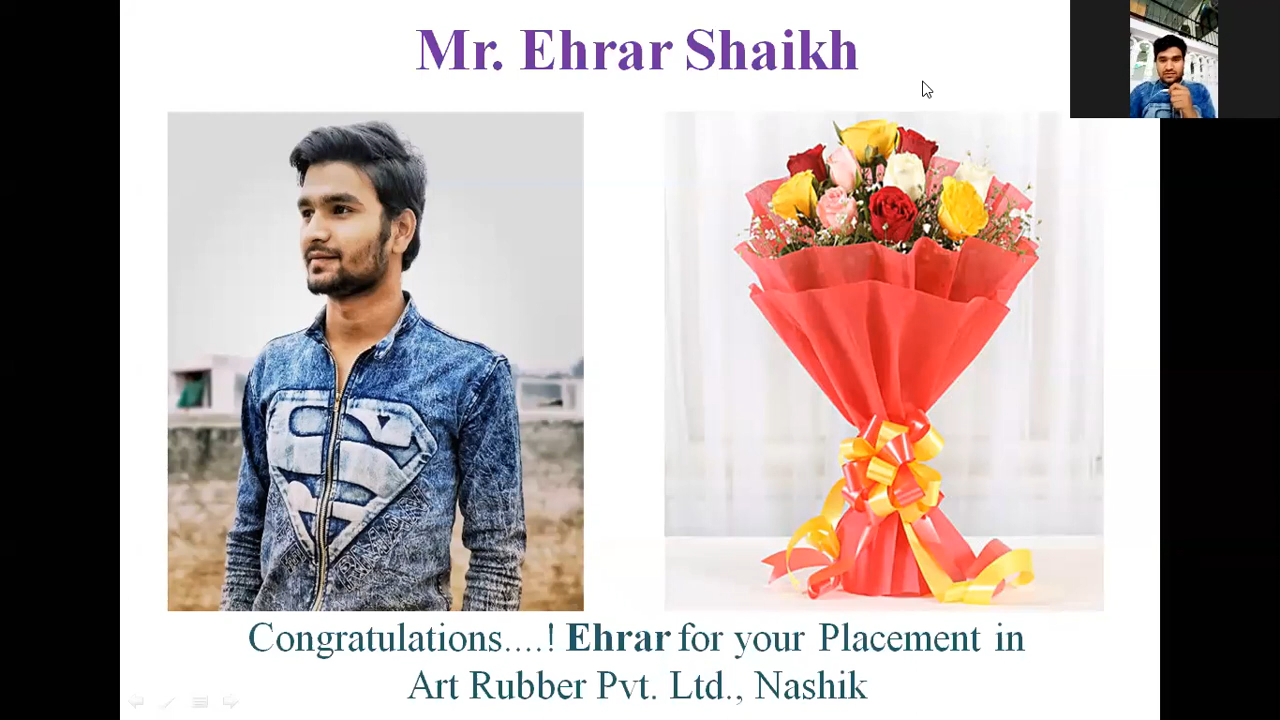 Mr. Ehrar Shaikh
Congratulations....! Ehrar for your Placement in
Art Rubber Pvt. Ltd., Nashik